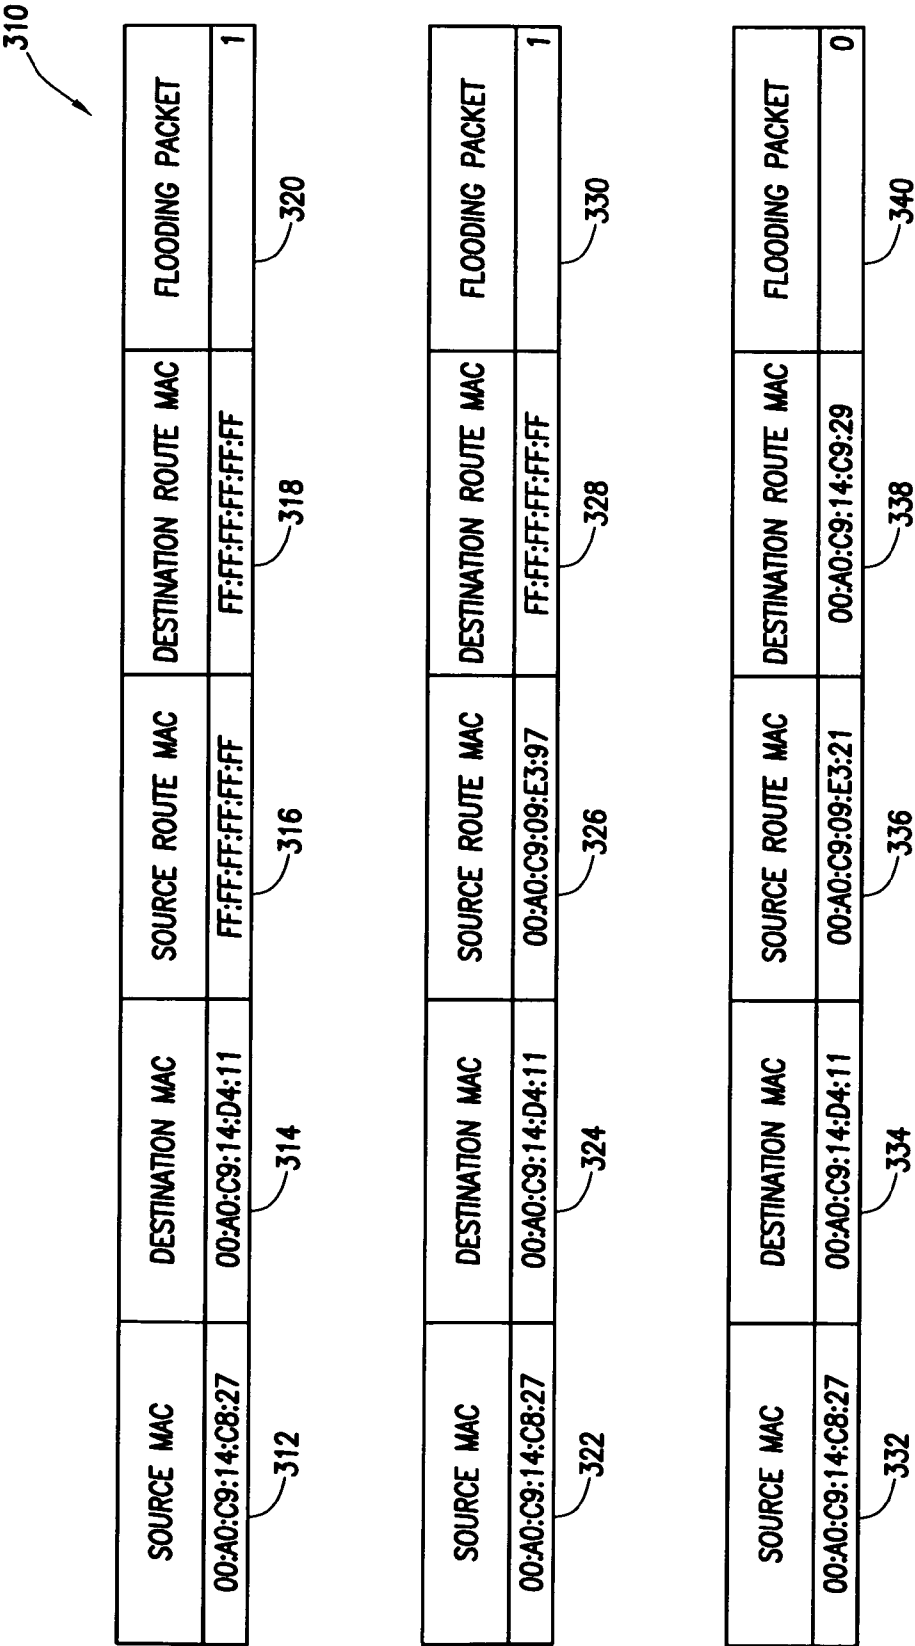 310
SOURCE MAC DESTINATION MAC SOURCE ROUTE MAC DESTINATION ROUTE MAC FLOODING PACKET
00:A0:C9:14:C8:27 00:A0:C9:14:D4:11 FF:FF:FF:FF:FF:FF FF:FF:FF:FF:FF:FF 1
312 314 316 318 320
SOURCE MAC DESTINATION MAC SOURCE ROUTE MAC DESTINATION ROUTE MAC FLOODING PACKET
00:A0:C9:14:C8:27 00:A0:C9:14:D4:11 00:A0:C9:09:E3:97 FF:FF:FF:FF:FF:FF 1
322 324 326 328 330
SOURCE MAC DESTINATION MAC SOURCE ROUTE MAC DESTINATION ROUTE MAC FLOODING PACKET
00:A0:C9:14:C8:27 00:A0:C9:14:D4:11 00:A0:C9:09:E3:21 00:A0:C9:14:C9:29 0
332 334 336 338 340